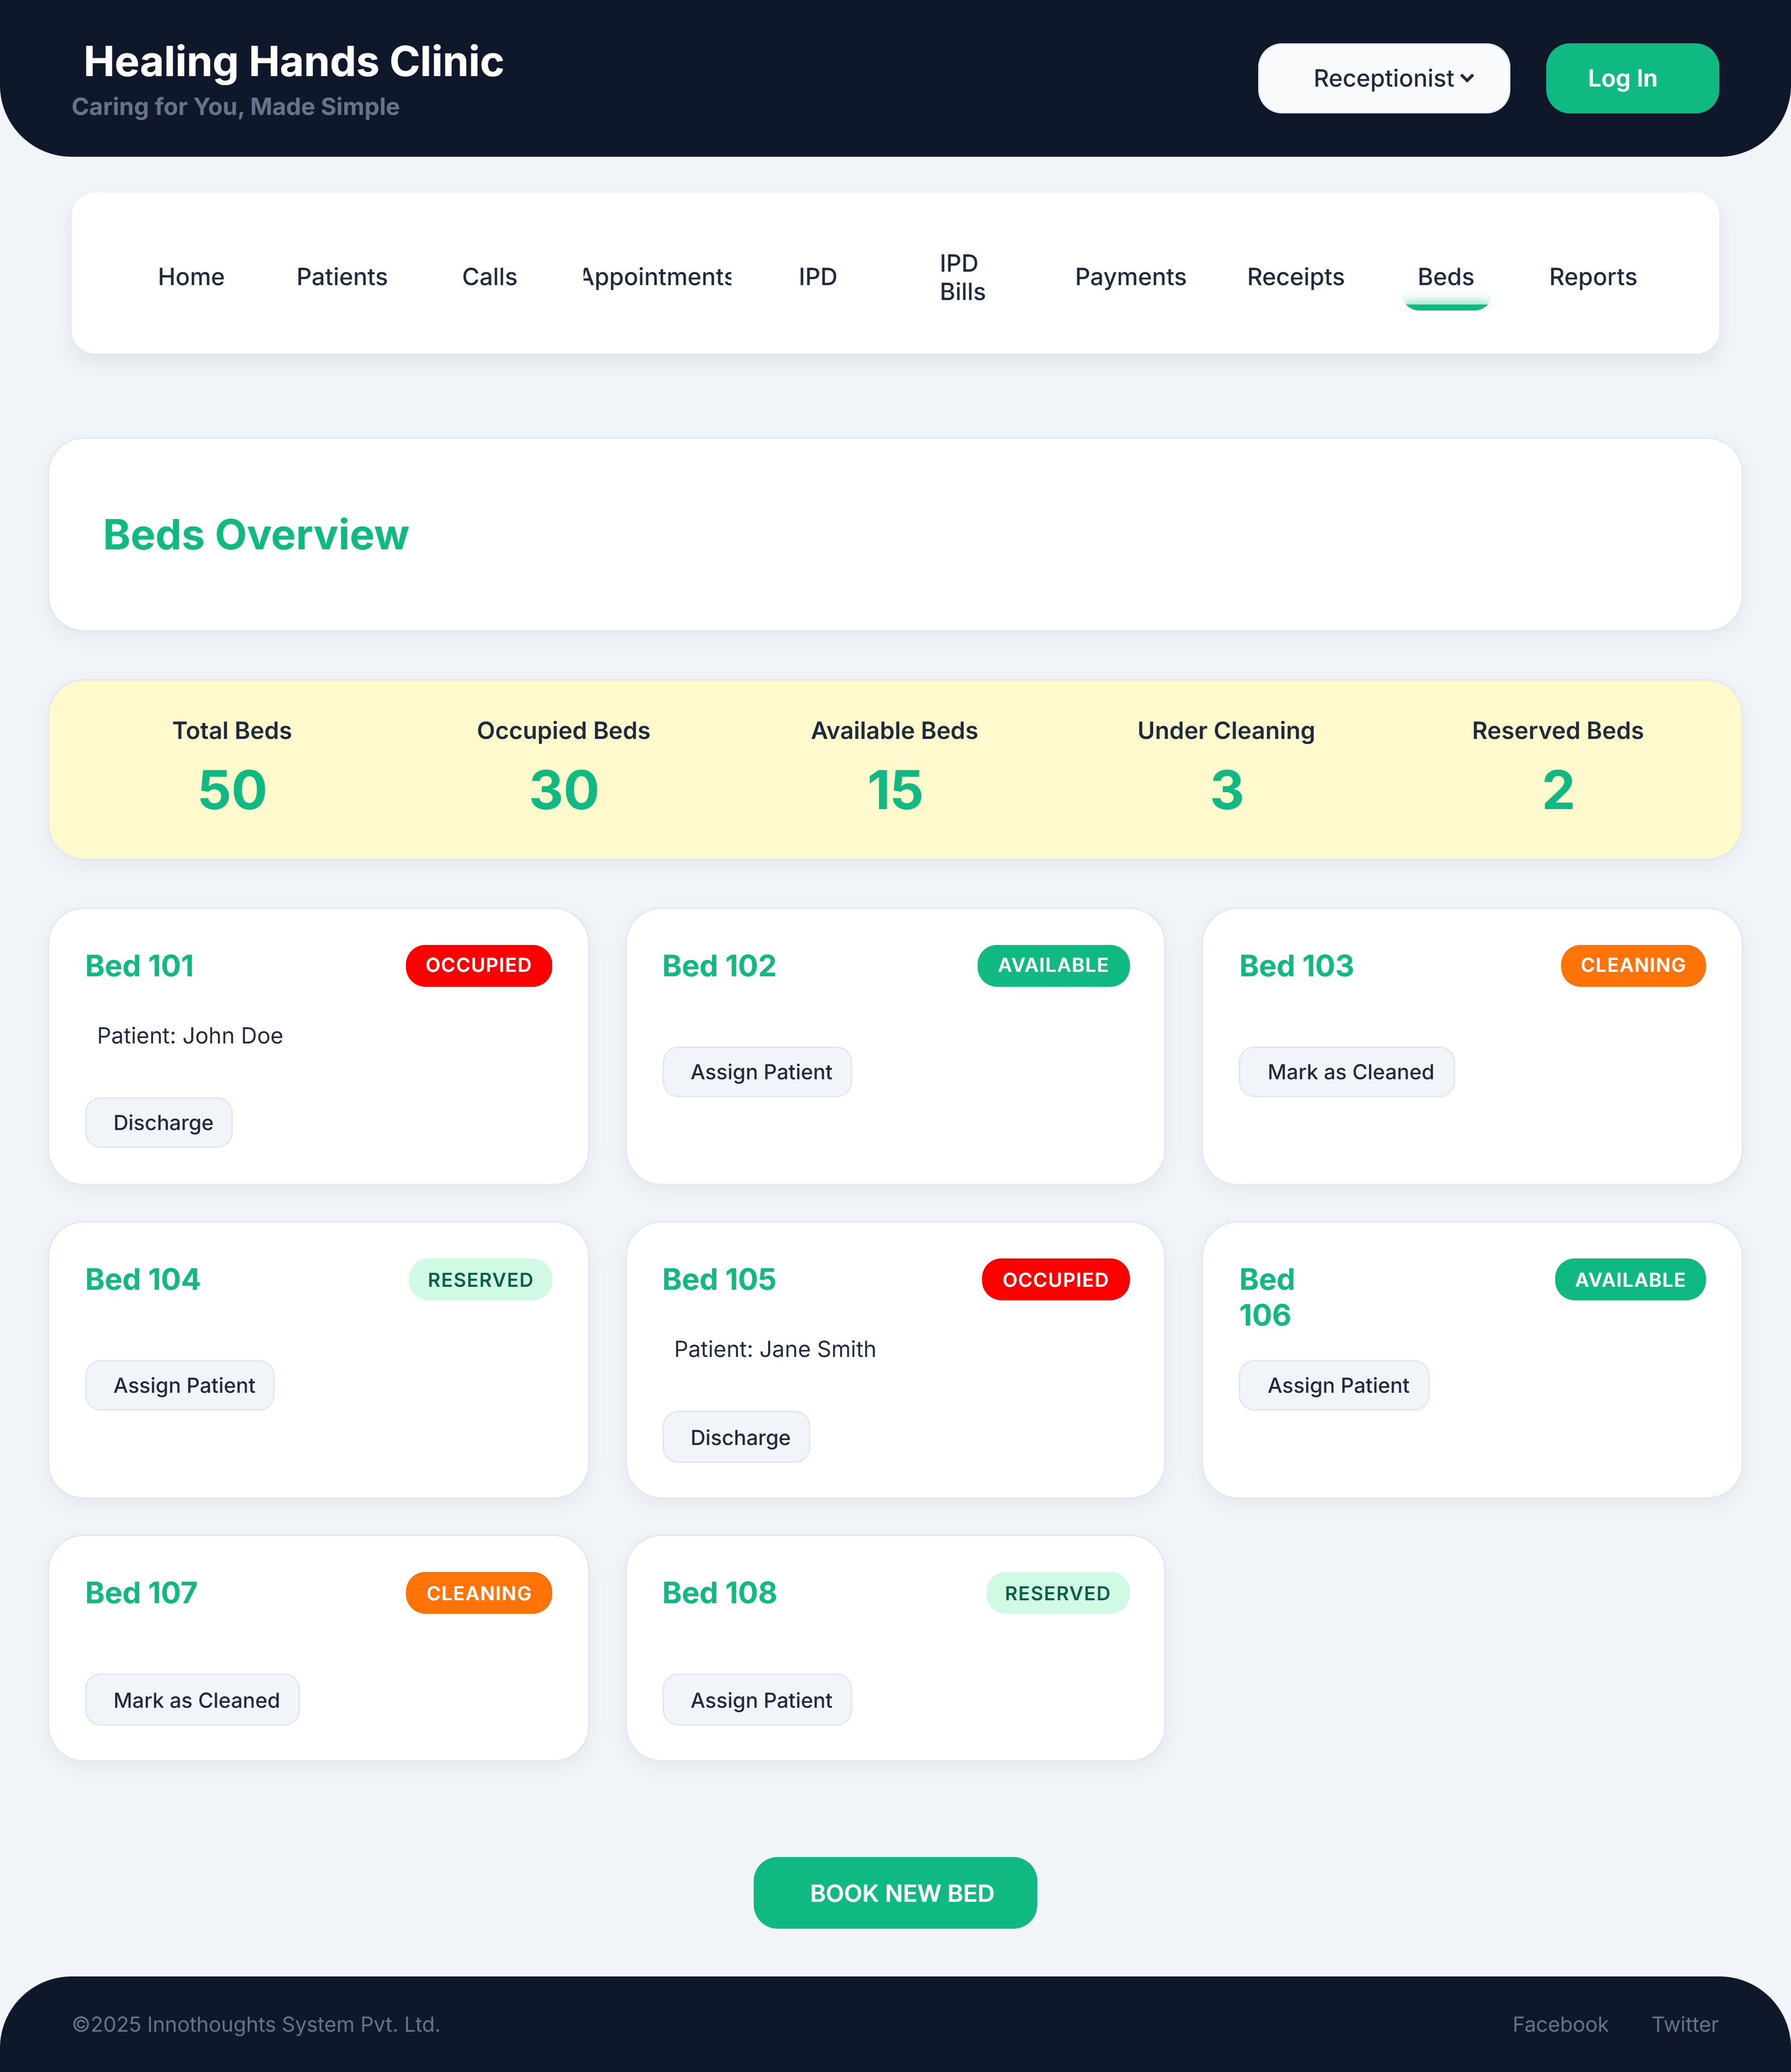 Healing Hands Clinic
Caring for You, Made Simple
Receptionist
Log In
Home
Patients
Calls
Appointments
IPD
IPD
Bills
Payments
Receipts
Beds
Reports
Beds Overview
Total Beds
50
Occupied Beds
30
Available Beds
15
Under Cleaning
3
Reserved Beds
2
Bed 101
OCCUPIED
Patient: John Doe
Discharge
Bed 102
AVAILABLE
Assign Patient
Bed 103
CLEANING
Mark as Cleaned
Bed 104
RESERVED
Assign Patient
Bed 105
OCCUPIED
Patient: Jane Smith
Discharge
Bed
106
AVAILABLE
Assign Patient
Bed 107
CLEANING
Mark as Cleaned
Bed 108
RESERVED
Assign Patient
BOOK NEW BED
©2025 Innothoughts System Pvt. Ltd.
Facebook
Twitter